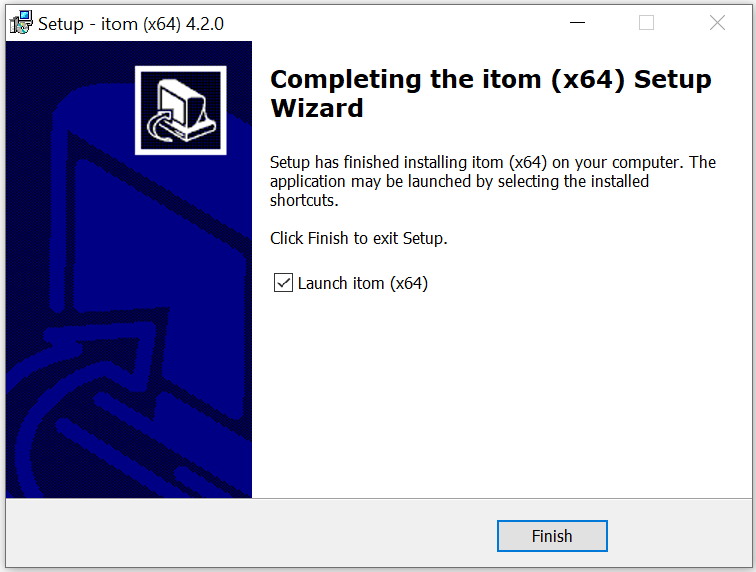 Setup - itom (x64) 4.2.0
Completing the itom (x64) Setup
Wizard
Setup has finished installing itom (x64) on your computer. The
application may be launched by selecting the installed
shortcuts.
Click Finish to exit Setup.
Launch itom (x64)
Finish